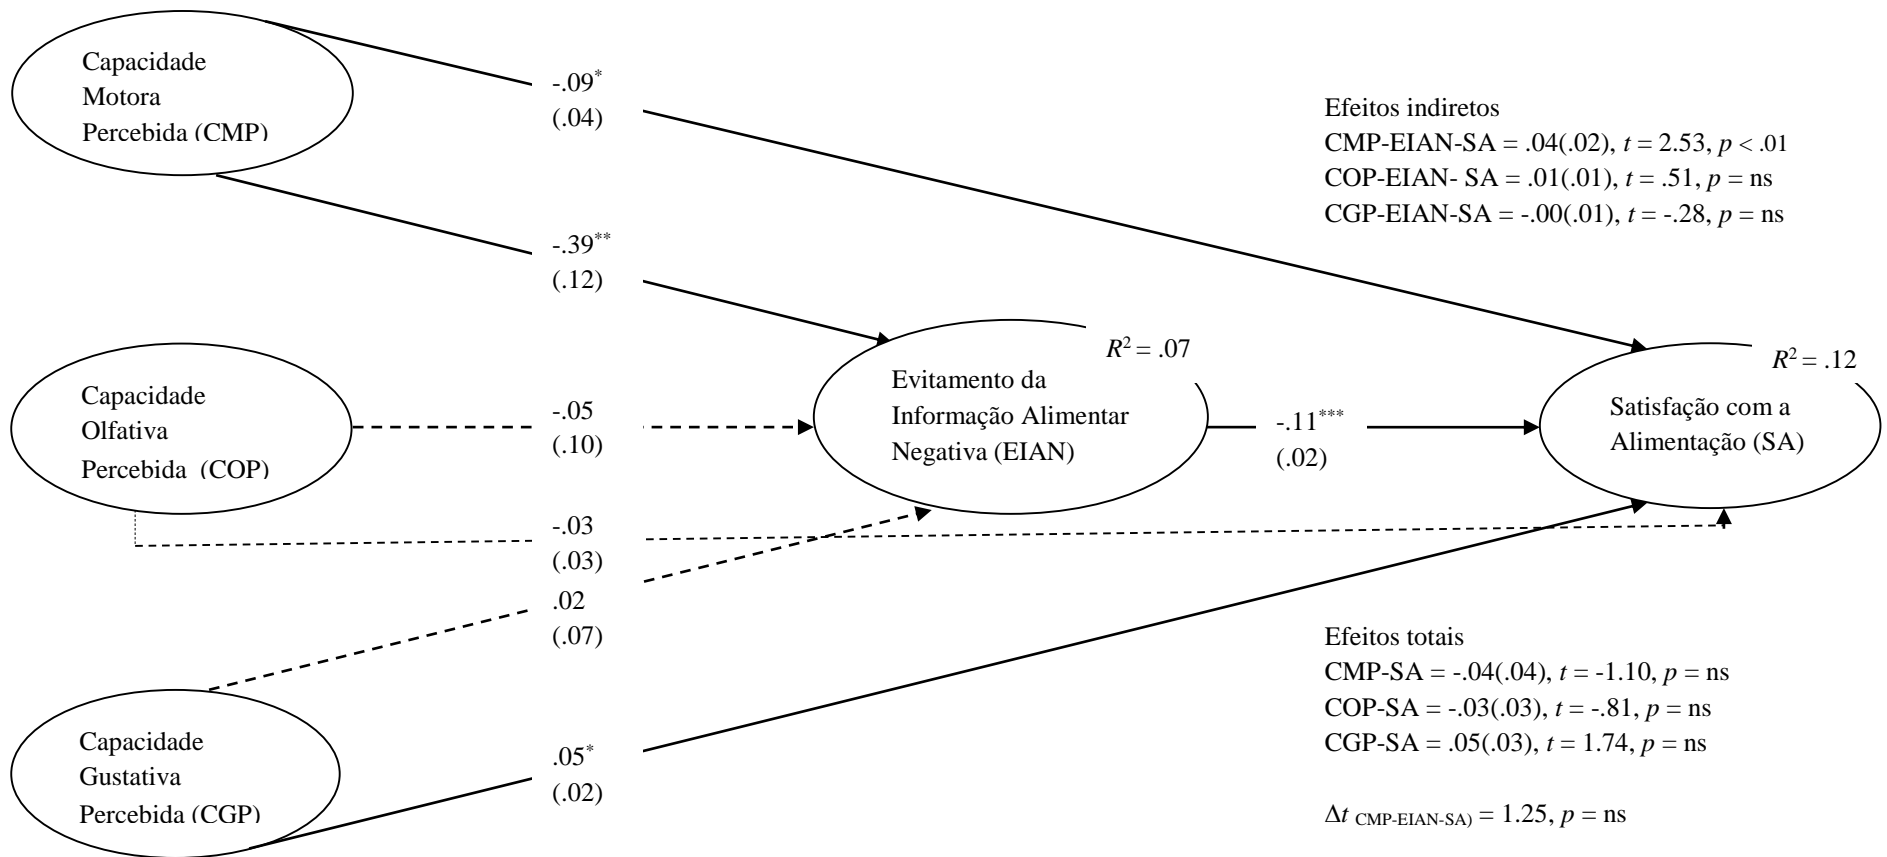 Capacidade
Motora
Percebida (CMP)
-.09*
(.04)
Efeitos indiretos
CMP-EIAN-SA = .04(.02), t = 2.53, p < .01
COP-EIAN- SA = .01(.01), t = .51, p = ns
CGP-EIAN-SA = -.00(.01), t = -.28, p = ns
-.39**
(.12)
R² = .07
R² = .12
Capacidade
Olfativa
Percebida (COP)
-.05
(.10)
Evitamento da
Informação Alimentar
Negativa (EIAN)
-.11***
(.02)
Satisfação com a
Alimentação (SA)
-.03
(.03)
.02
(.07)
Efeitos totais
CMP-SA = -.04(.04), t = -1.10, p = ns
COP-SA = -.03(.03), t = -.81, p = ns
CGP-SA = .05(.03), t = 1.74, p = ns
Capacidade
Gustativa
Percebida (CGP)
.05*
(.02)
Δt CMP-EIAN-SA) = 1.25, p = ns